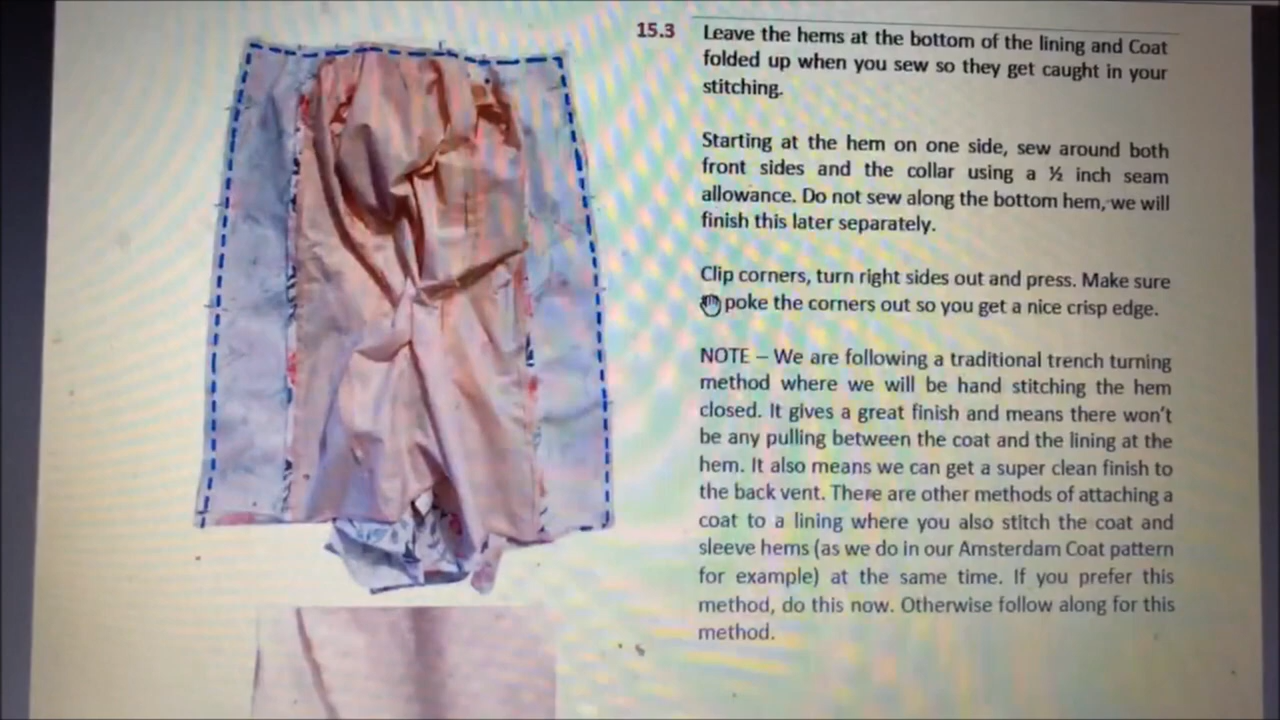 15.3 Leave the hems at the bottom of the lining and Coat
folded up when you sew so they get caught in your
stitching.
Starting at the hem on one side, sew around both
front sides and the collar using a ½ inch seam
allowance. Do not sew along the bottom hem, we will
finish this later separately.
Clip corners, turn right sides out and press. Make sure
poke the corners out so you get a nice crisp edge.
NOTE – We are following a traditional trench turning
method where we will be hand stitching the hem
closed. It gives a great finish and means there won't
be any pulling between the coat and the lining at the
hem. It also means we can get a super clean finish to
the back vent. There are other methods of attaching a
coat to a lining where you also stitch the coat and
sleeve hems (as we do in our Amsterdam Coat pattern
for example) at the same time. If you prefer this
method, do this now. Otherwise follow along for this
method.